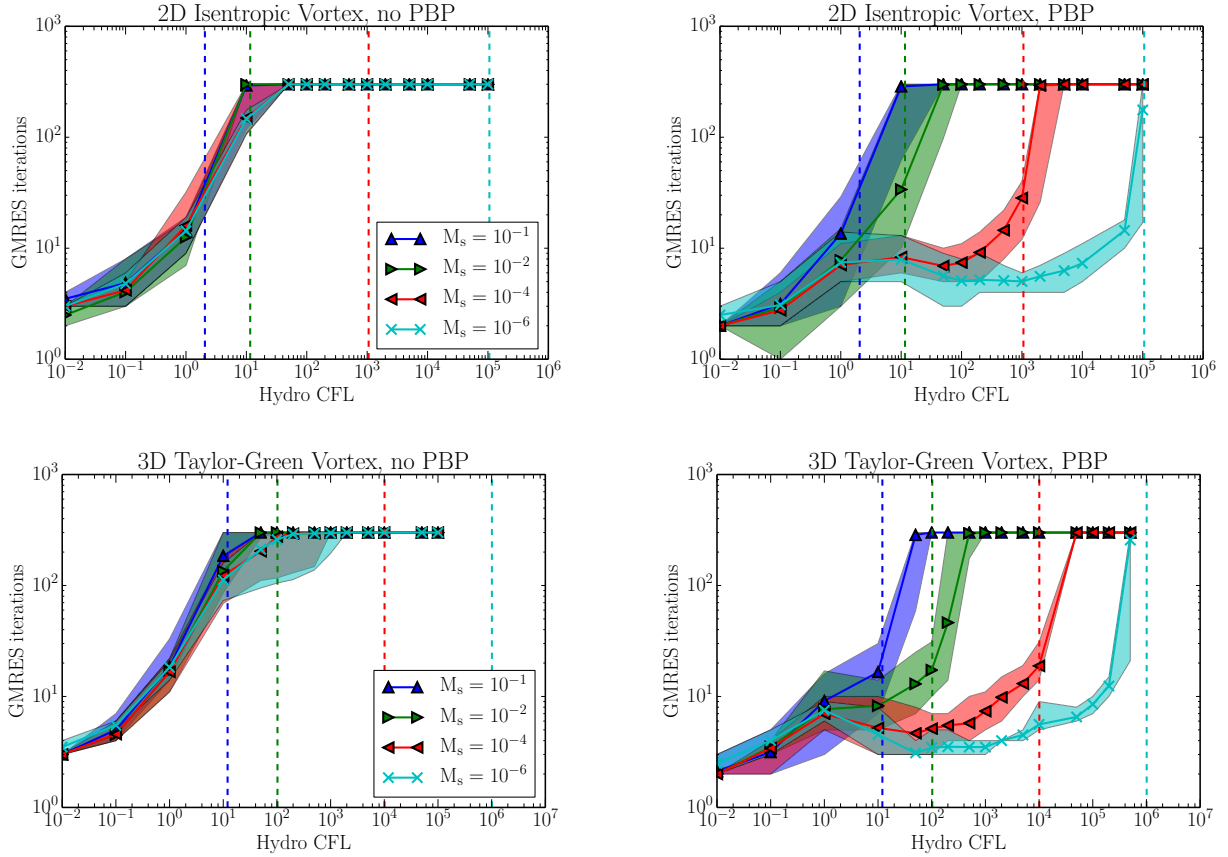 2D Isentropic Vortex, no PBP
GMRES iterations
10^3
10^2
10^1
10^0
M_s = 10^-1
M_s = 10^-2
M_s = 10^-4
M_s = 10^-6
10^-2 10^-1 10^0 10^1 10^2 10^3 10^4 10^5 10^6
Hydro CFL
2D Isentropic Vortex, PBP
GMRES iterations
10^3
10^2
10^1
10^0
10^-2 10^-1 10^0 10^1 10^2 10^3 10^4 10^5 10^6
Hydro CFL
3D Taylor-Green Vortex, no PBP
GMRES iterations
10^3
10^2
10^1
10^0
M_s = 10^-1
M_s = 10^-2
M_s = 10^-4
M_s = 10^-6
10^-2 10^-1 10^0 10^1 10^2 10^3 10^4 10^5 10^6 10^7
Hydro CFL
3D Taylor-Green Vortex, PBP
GMRES iterations
10^3
10^2
10^1
10^0
10^-2 10^-1 10^0 10^1 10^2 10^3 10^4 10^5 10^6 10^7
Hydro CFL